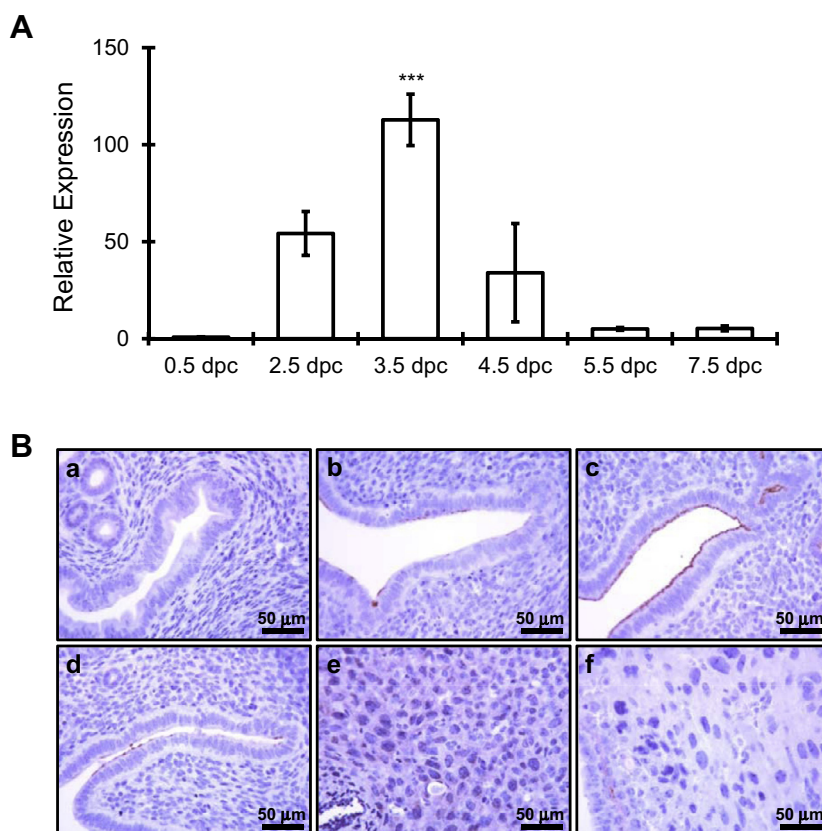 A
Relative Expression
150
100
50
0
***
0.5 dpc 2.5 dpc 3.5 dpc 4.5 dpc 5.5 dpc 7.5 dpc
B
a b c
50 µm 50 µm 50 µm
d e f
50 µm 50 µm 50 µm